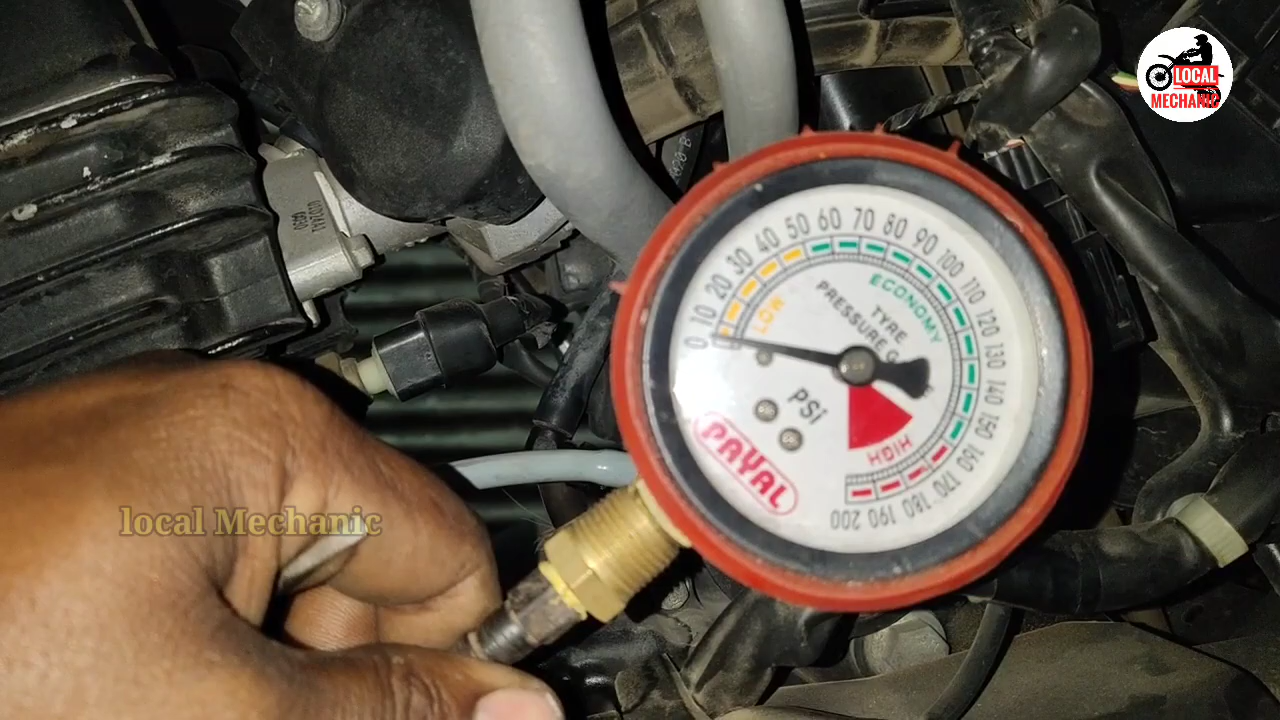 LOCAL
MECHANIC
0 10 20 30 40 50 60 70 80 90 100 110 120 130 140 150 160 170 180 190 200
LOW
ECONOMY
HIGH
TYRE
PRESSURE G
PSi
PAYAL
local Mechanic